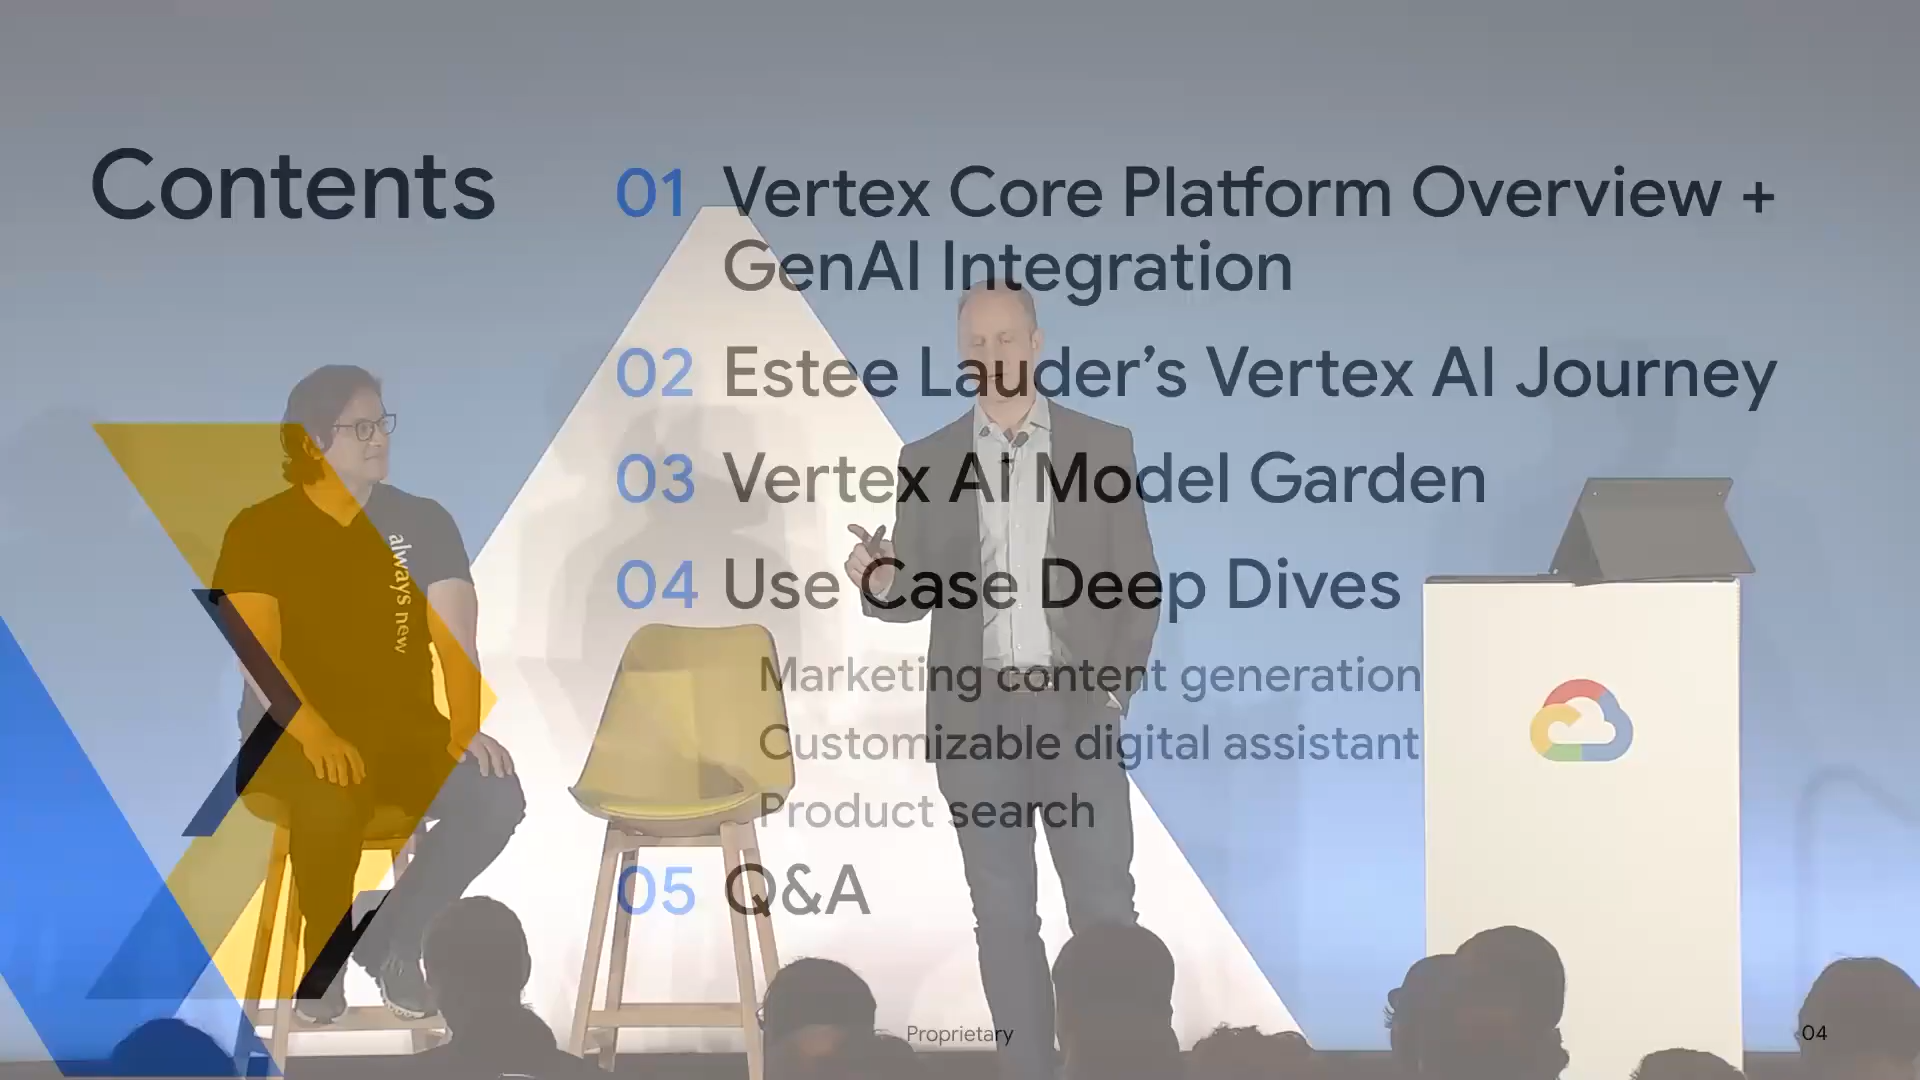 Contents
01 Vertex Core Platform Overview +
GenAI Integration
02 Estee Lauder's Vertex AI Journey
03 Vertex AI Model Garden
04 Use Case Deep Dives
Marketing content generation
Customizable digital assistant
Product search
05 Q&A
always new
Proprietary
04